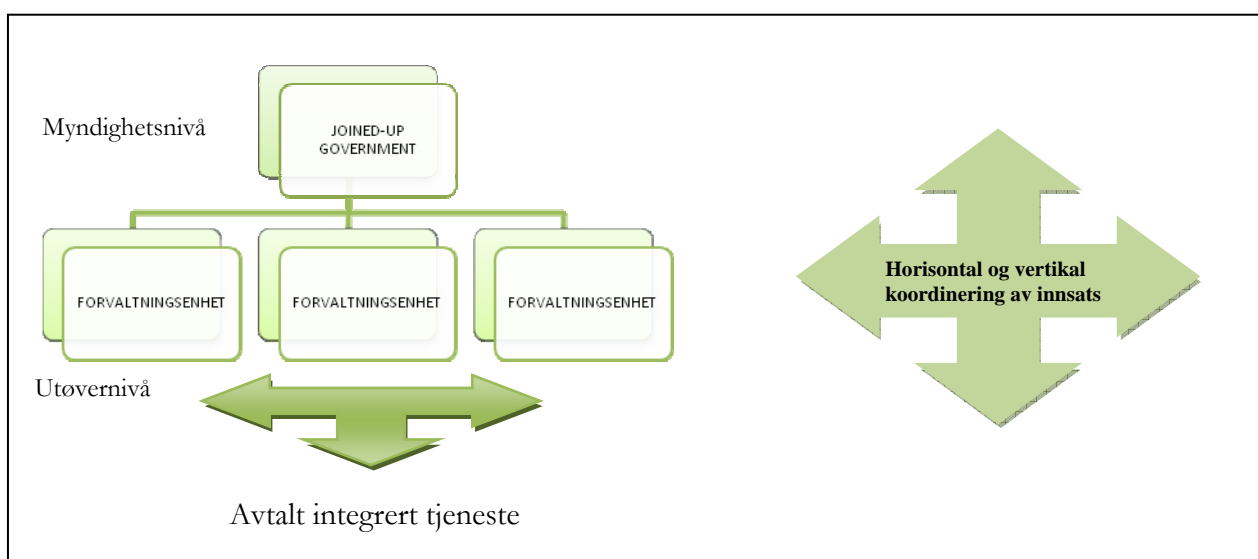 Myndighetsnivå
JOINED-UP
GOVERNMENT
FORVALTNINGSENHET
FORVALTNINGSENHET
FORVALTNINGSENHET
Utøvernivå
Avtalt integrert tjeneste
Horisontal og vertikal
koordinering av innsats